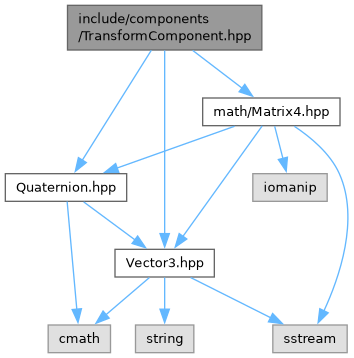 include/components
/TransformComponent.hpp
math/Matrix4.hpp
Quaternion.hpp
iomanip
Vector3.hpp
cmath
string
sstream